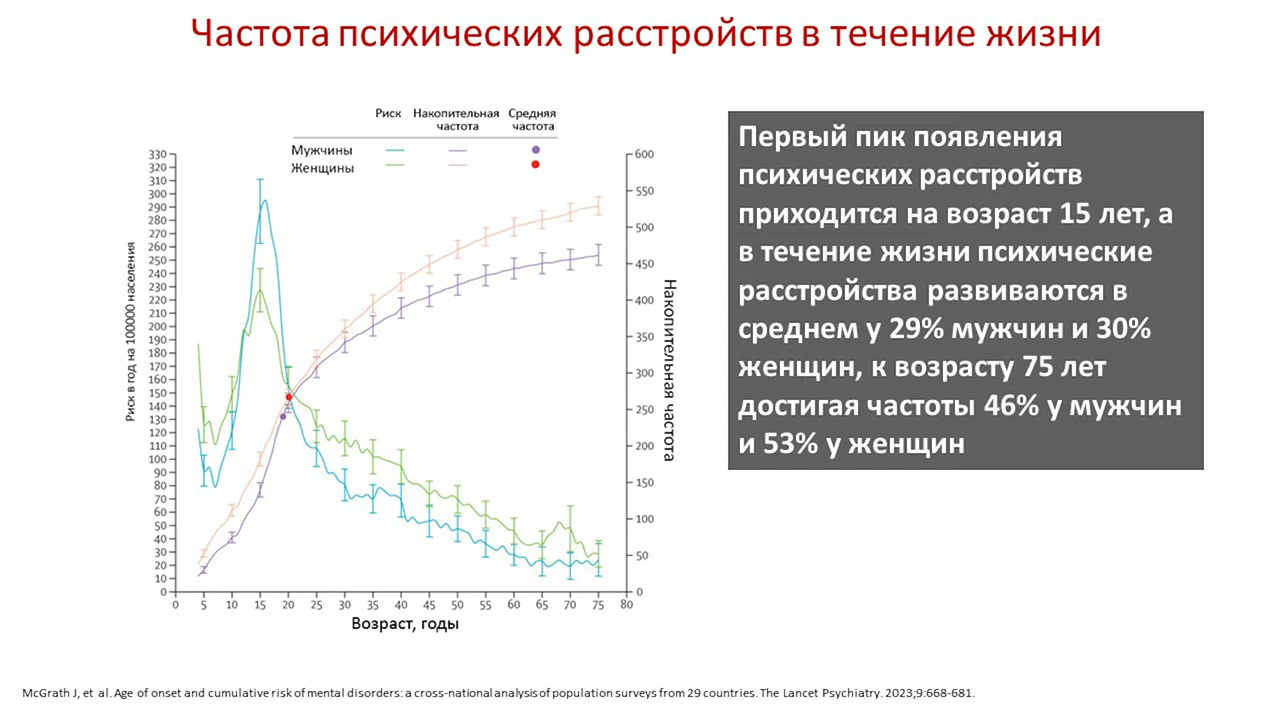 Частота психических расстройств в течение жизни
Риск Накопительная частота Средняя частота
Мужчины
Женщины
330
320
310
300
290
280
270
260
250
240
230
220
210
200
190
180
170
160
150
140
130
120
110
100
90
80
70
60
50
40
30
20
10
0
Риск в год на 100000 населения
600
550
500
450
400
350
300
250
200
150
100
50
0
Накопительная частота
0 5 10 15 20 25 30 35 40 45 50 55 60 65 70 75 80
Возраст, годы
Первый пик появления
психических расстройств
приходится на возраст 15 лет, а
в течение жизни психические
расстройства развиваются в
среднем у 29% мужчин и 30%
женщин, к возрасту 75 лет
достигая частоты 46% у мужчин
и 53% у женщин
McGrath J, et al. Age of onset and cumulative risk of mental disorders: a cross-national analysis of population surveys from 29 countries. The Lancet Psychiatry. 2023;9:668-681.